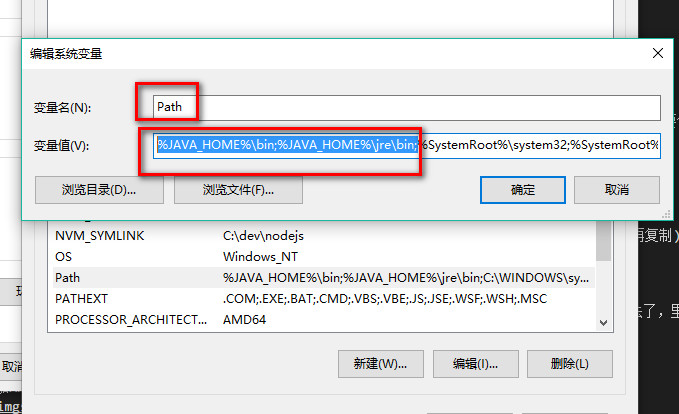 编辑系统变量
变量名(N):
Path
变量值(V):
%JAVA_HOME%\bin;%JAVA_HOME%\jre\bin;%SystemRoot%\system32;%SystemRoot%
浏览目录(D)...
浏览文件(F)...
确定
取消
NVM_SYMLINK C:\dev\nodejs
OS Windows_NT
再复制)
Path %JAVA_HOME%\bin;%JAVA_HOME%\jre\bin;C:\WINDOWS\sy...
PATHEXT .COM;.EXE;.BAT;.CMD;.VBS;.VBE;.JS;.JSE;.WSF;.WSH;.MSC
PROCESSOR_ARCHITECT... AMD64
了，里
新建(W)...
编辑(I)...
删除(L)
取消
img